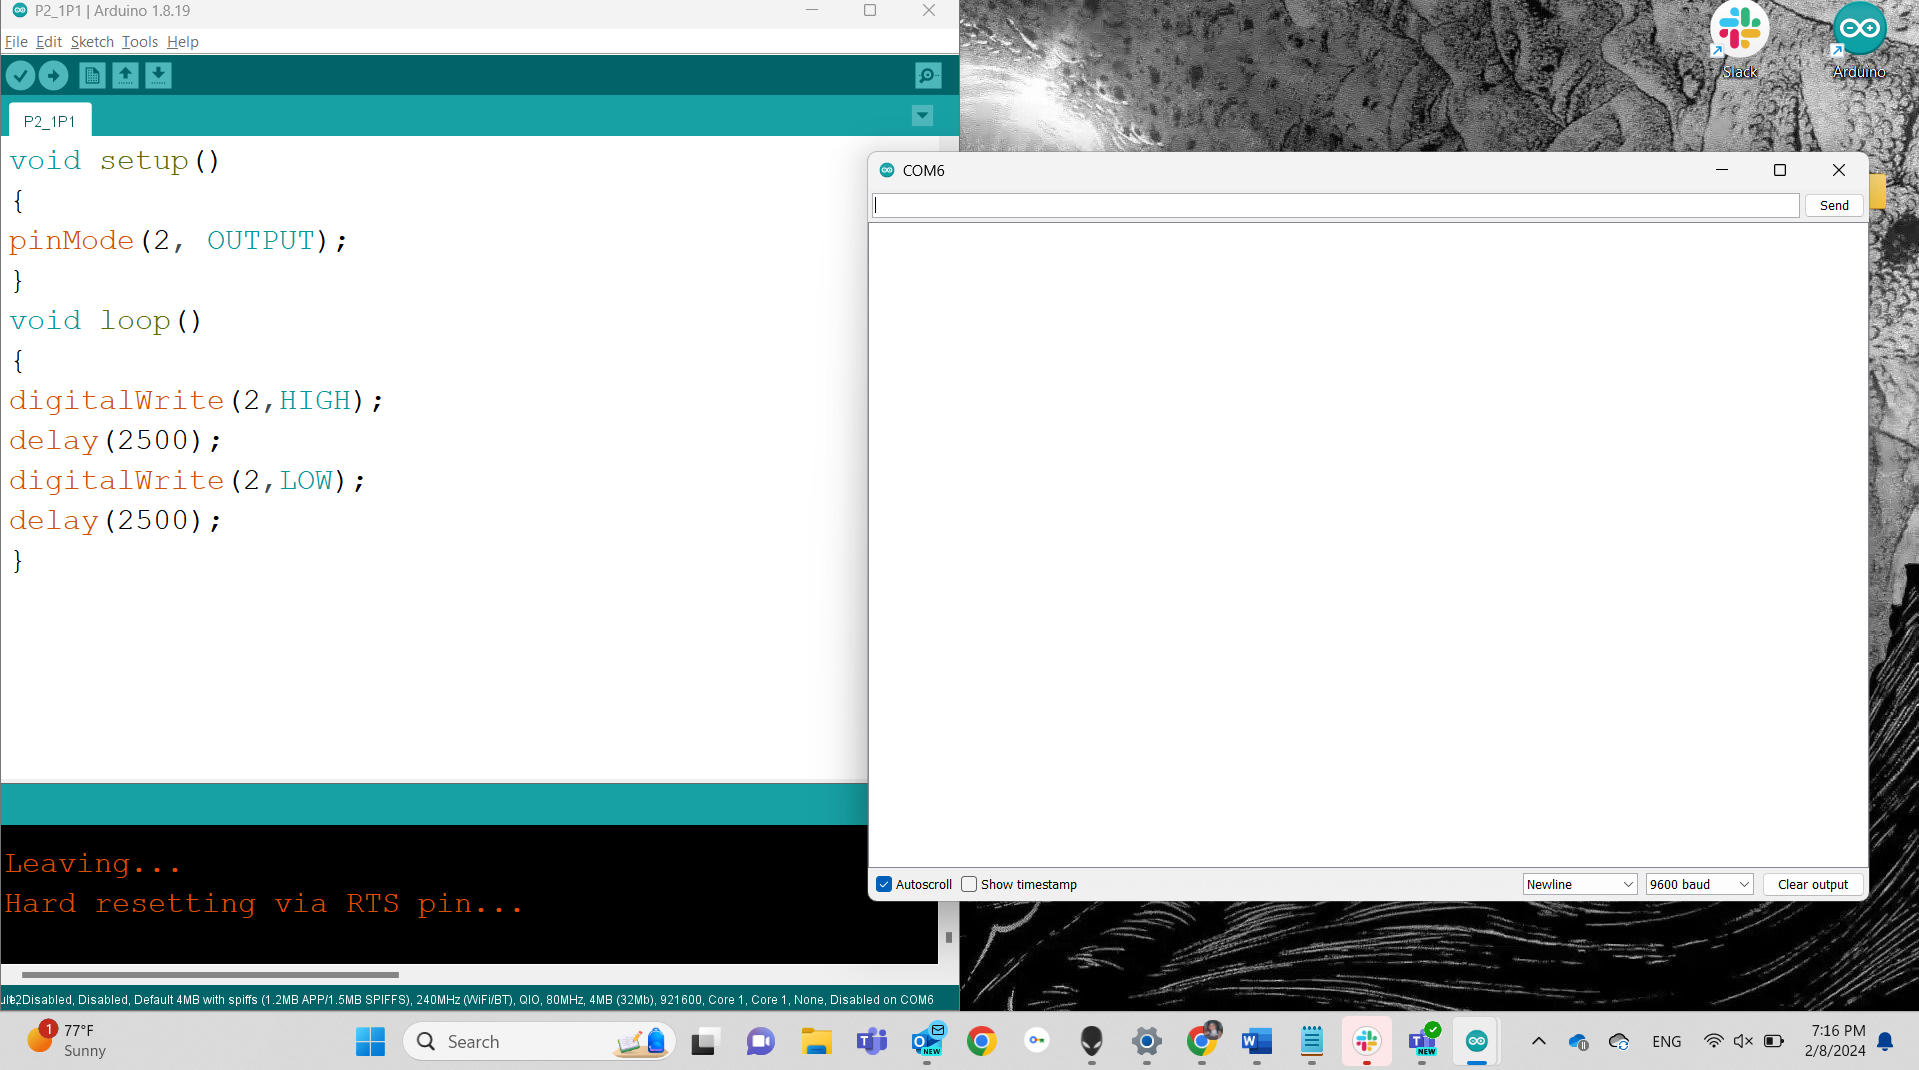 P2_1P1 | Arduino 1.8.19
File Edit Sketch Tools Help
P2_1P1
void setup()
{
pinMode(2, OUTPUT);
}
void loop()
{
digitalWrite(2,HIGH);
delay(2500);
digitalWrite(2,LOW);
delay(2500);
}
Leaving...
Hard resetting via RTS pin...
Disabled, Disabled, Default 4MB with spiffs (1.2MB APP/1.5MB SPIFFS), 240MHz (WiFi/BT), QIO, 80MHz, 4MB (32Mb), 921600, Core 1, Core 1, None, Disabled on COM6
Slack
Arduino
COM6
Send
Autoscroll
Show timestamp
Newline
9600 baud
Clear output
1
77°F
Sunny
Search
NEW
NEW
ENG
7:16 PM
2/8/2024